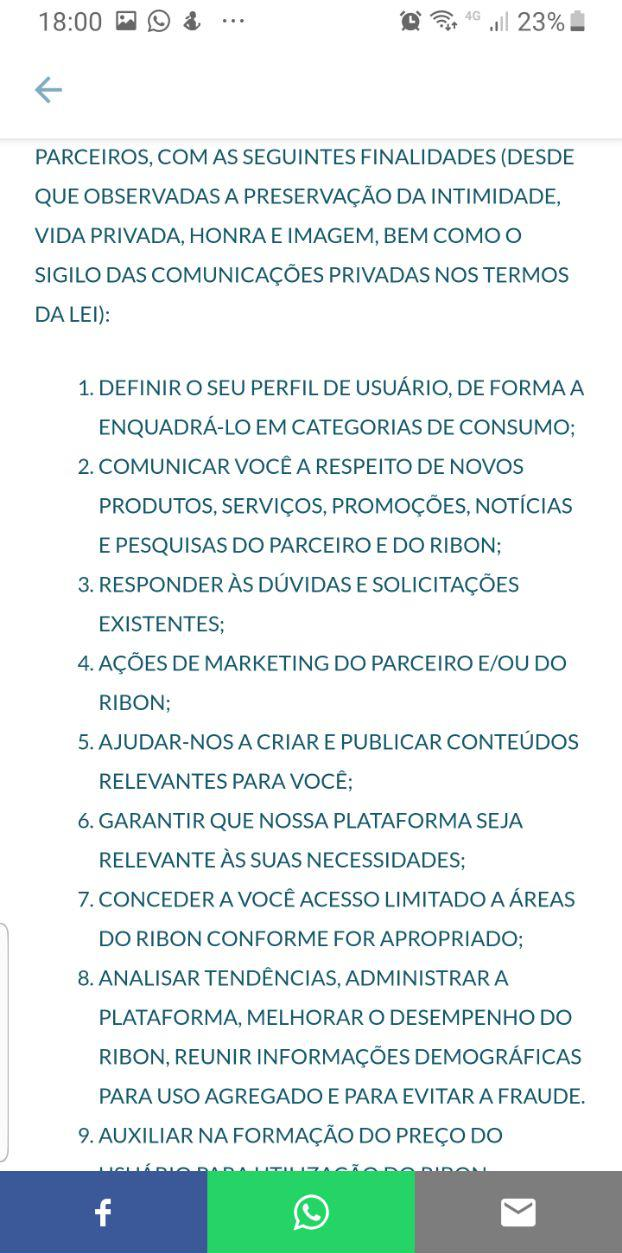 18:00
4G
23%
PARCEIROS, COM AS SEGUINTES FINALIDADES (DESDE
QUE OBSERVADAS A PRESERVAÇÃO DA INTIMIDADE,
VIDA PRIVADA, HONRA E IMAGEM, BEM COMO O
SIGILO DAS COMUNICAÇÕES PRIVADAS NOS TERMOS
DA LEI):
1. DEFINIR O SEU PERFIL DE USUÁRIO, DE FORMA A
ENQUADRÁ-LO EM CATEGORIAS DE CONSUMO;
2. COMUNICAR VOCÊ A RESPEITO DE NOVOS
PRODUTOS, SERVIÇOS, PROMOÇÕES, NOTÍCIAS
E PESQUISAS DO PARCEIRO E DO RIBON;
3. RESPONDER ÀS DÚVIDAS E SOLICITAÇÕES
EXISTENTES;
4. AÇÕES DE MARKETING DO PARCEIRO E/OU DO
RIBON;
5. AJUDAR-NOS A CRIAR E PUBLICAR CONTEÚDOS
RELEVANTES PARA VOCÊ;
6. GARANTIR QUE NOSSA PLATAFORMA SEJA
RELEVANTE ÀS SUAS NECESSIDADES;
7. CONCEDER A VOCÊ ACESSO LIMITADO A ÁREAS
DO RIBON CONFORME FOR APROPRIADO;
8. ANALISAR TENDÊNCIAS, ADMINISTRAR A
PLATAFORMA, MELHORAR O DESEMPENHO DO
RIBON, REUNIR INFORMAÇÕES DEMOGRÁFICAS
PARA USO AGREGADO E PARA EVITAR A FRAUDE.
9. AUXILIAR NA FORMAÇÃO DO PREÇO DO
USUÁRIO PARA UTILIZAÇÃO DO RIBON